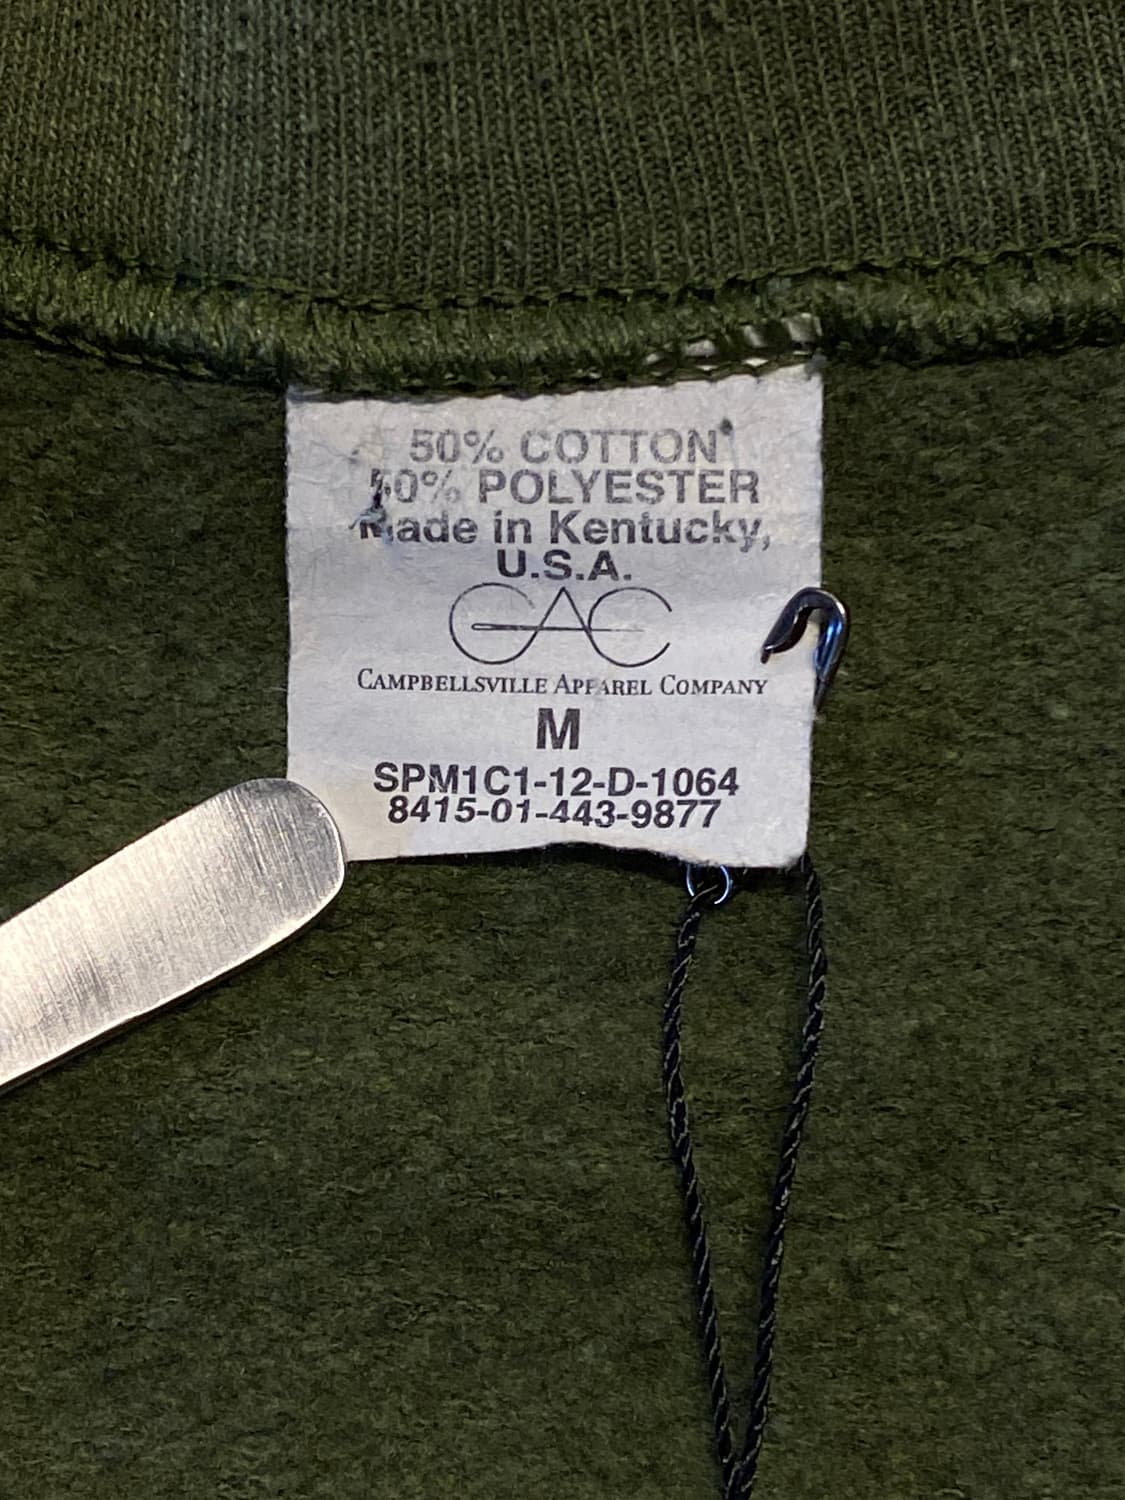 50% COTTON
50% POLYESTER
Made in Kentucky,
U.S.A.
CAC
CAMPBELLSVILLE APPAREL COMPANY
M
SPM1C1-12-D-1064
8415-01-443-9877